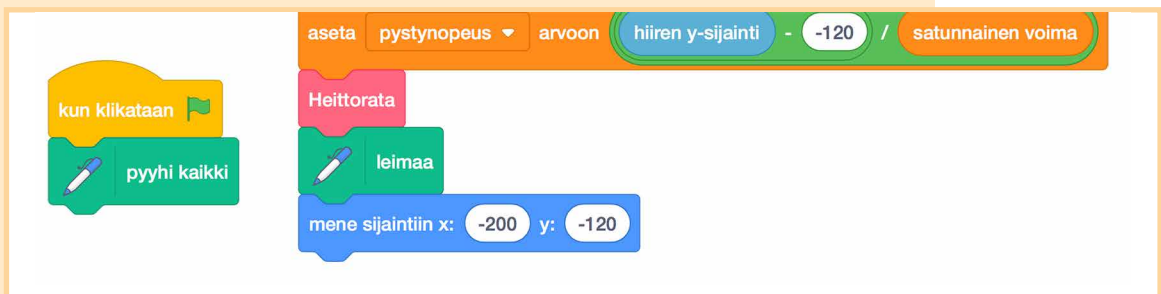 aseta pystynopeus arvoon hiiren y-sijainti - -120 / satunnainen voima
kun klikataan
pyyhi kaikki
Heittorata
leimaa
mene sijaintiin x: -200 y: -120